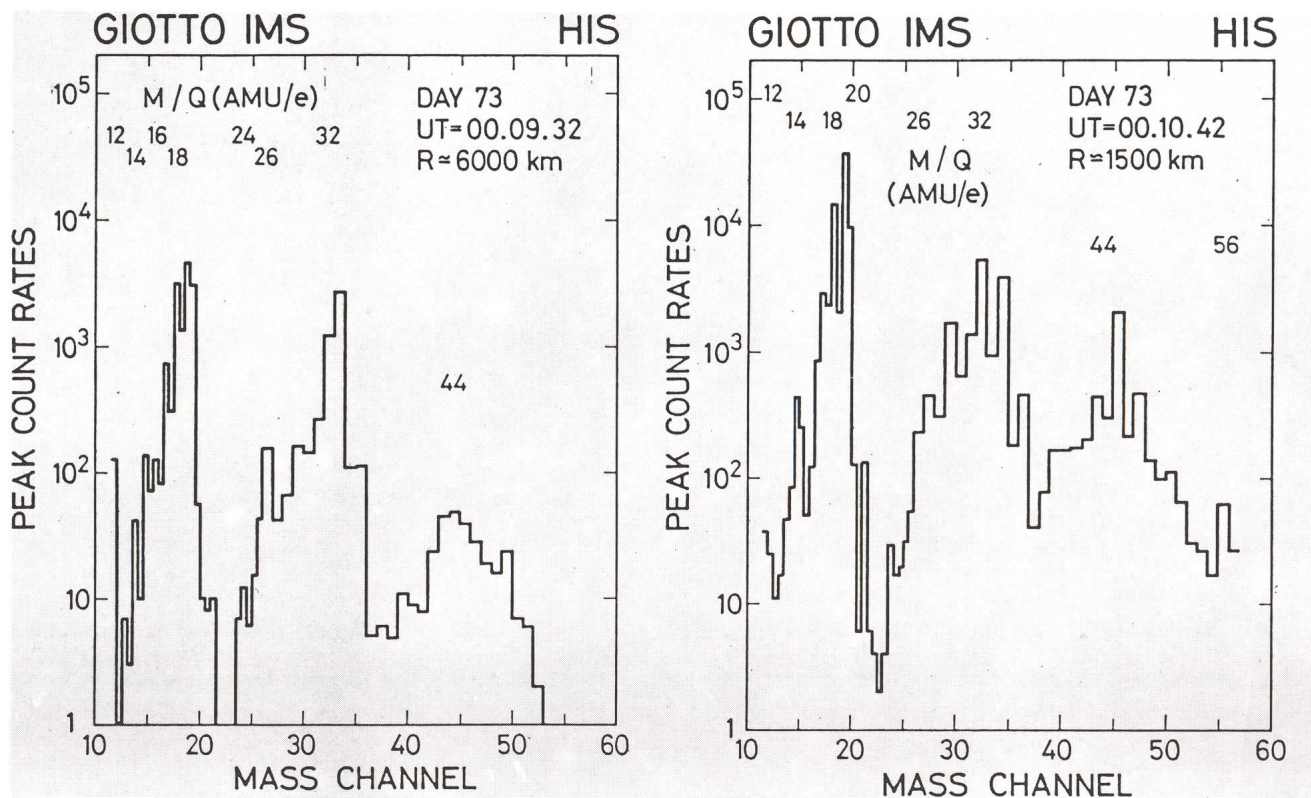 GIOTTO IMS HIS
10^5
M / Q (AMU/e)
DAY 73
12 16 24 32
UT= 00.09.32
14 18 26
R≃6000 km
10^4
10^3
44
10^2
10
1
10 20 30 40 50 60
PEAK COUNT RATES
MASS CHANNEL
GIOTTO IMS HIS
10^5
12 20
DAY 73
14 18 26 32
UT= 00.10.42
M / Q
R≃1500 km
(AMU/e)
10^4
44 56
10^3
10^2
10
1
10 20 30 40 50 60
PEAK COUNT RATES
MASS CHANNEL